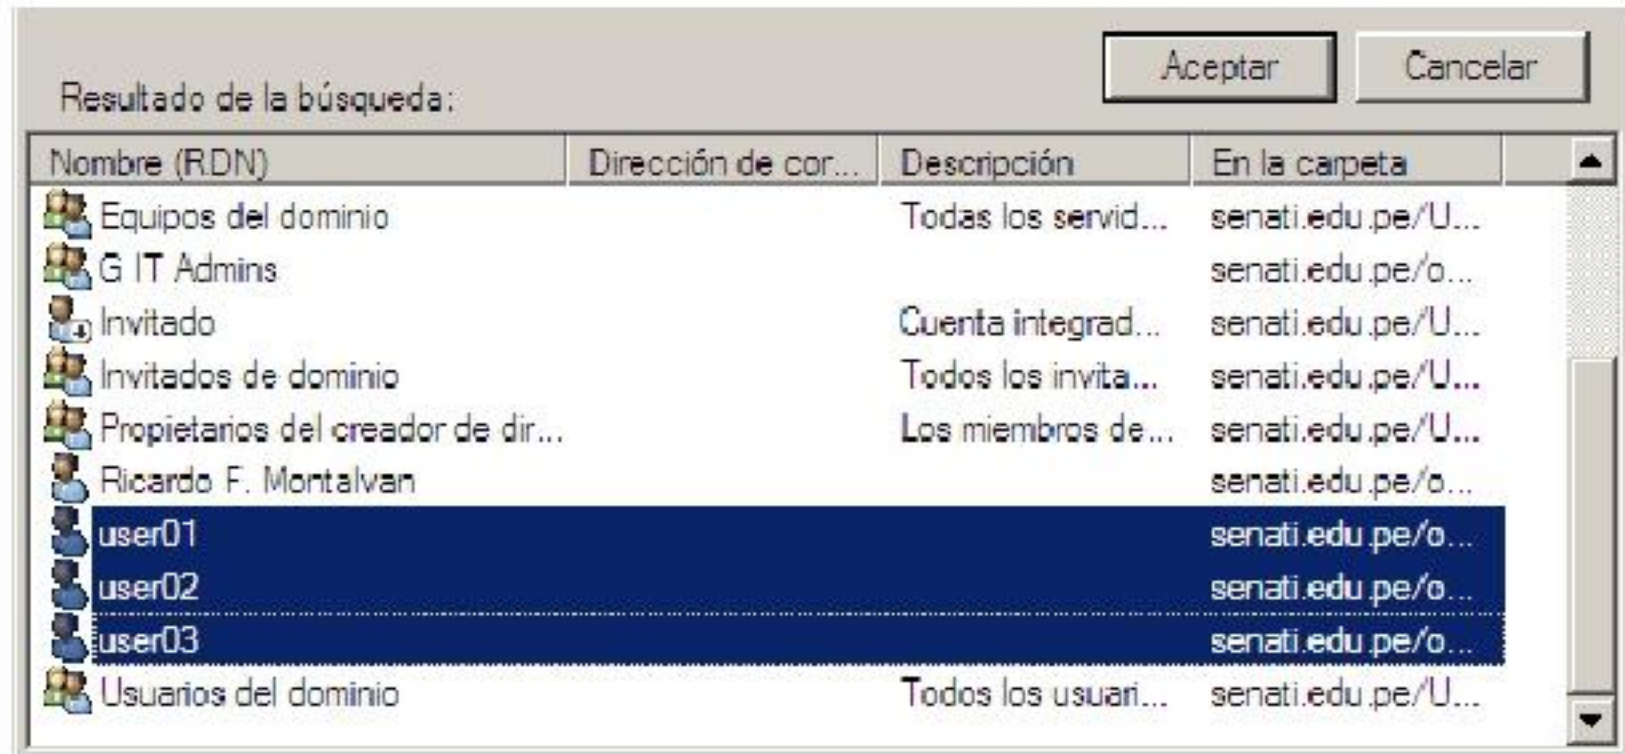 Aceptar Cancelar
Resultado de la búsqueda:
Nombre (RDN) Dirección de cor... Descripción En la carpeta
Equipos del dominio Todas los servid... senati.edu.pe/U...
G IT Admins senati.edu.pe/o...
Invitado Cuenta integrad... senati.edu.pe/U...
Invitados de dominio Todos los invita... senati.edu.pe/U...
Propietarios del creador de dir... Los miembros de... senati.edu.pe/U...
Ricardo F. Montalvan senati.edu.pe/o...
user01 senati.edu.pe/o...
user02 senati.edu.pe/o...
user03 senati.edu.pe/o...
Usuarios del dominio Todos los usuari... senati.edu.pe/U...